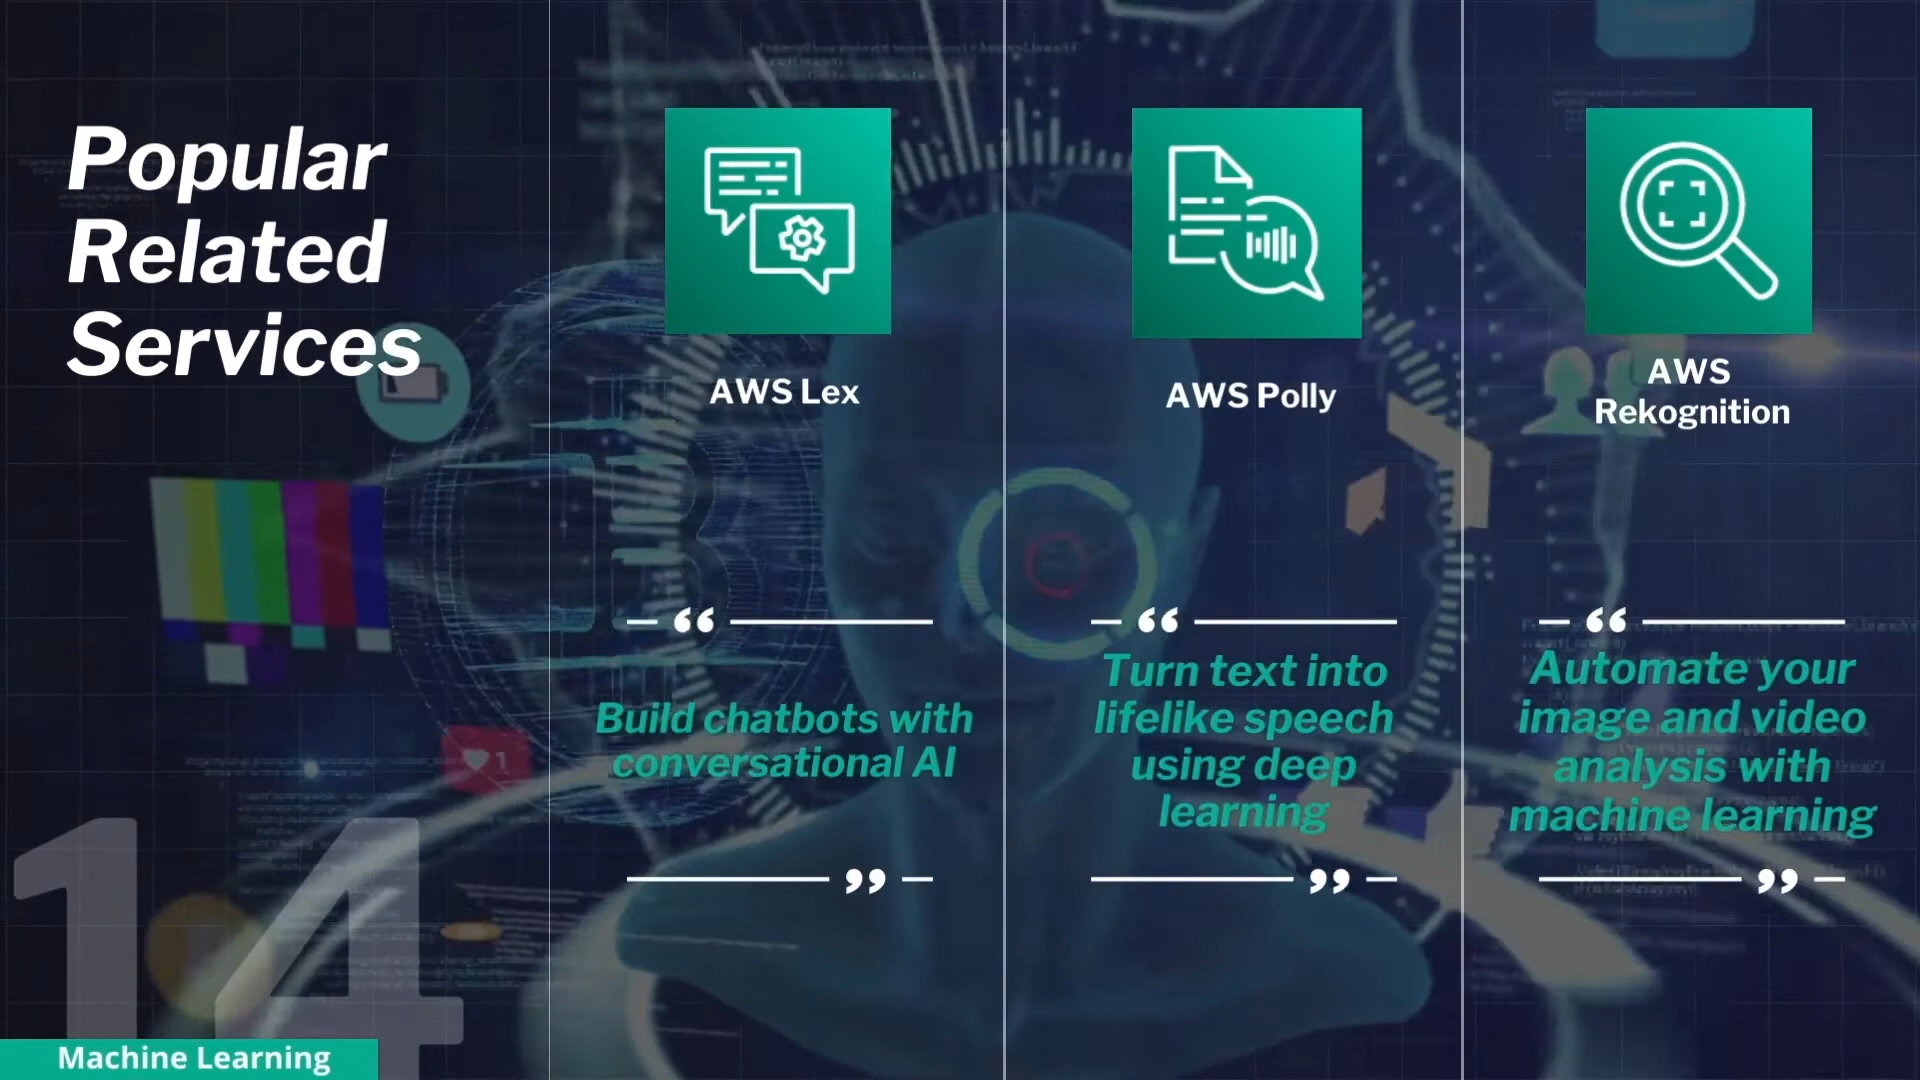 Popular
Related
Services
AWS Lex
Build chatbots with
conversational AI
AWS Polly
Turn text into
lifelike speech
using deep
learning
AWS
Rekognition
Automate your
image and video
analysis with
machine learning
1
14
Machine Learning